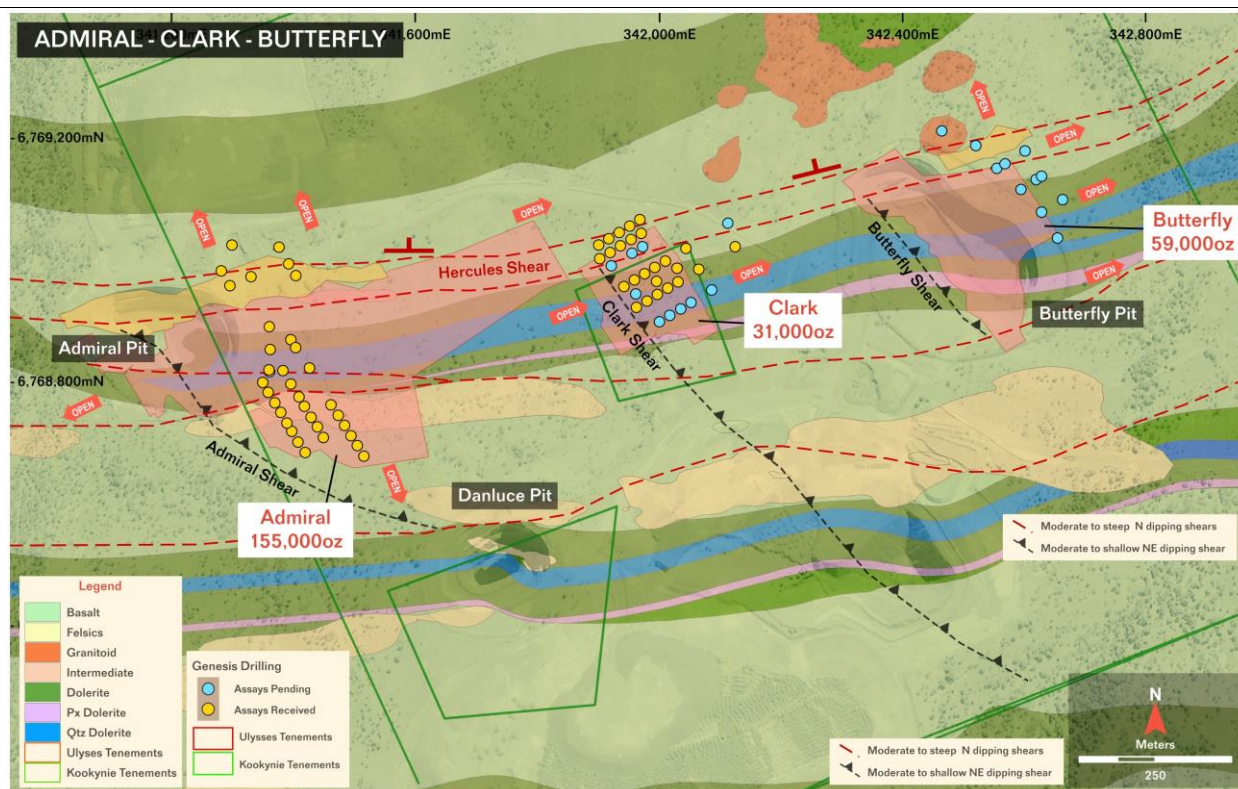 ADMIRAL - CLARK - BUTTERFLY
341,600mE
342,000mE
342,400mE
342,800mE
6,769,200mN
6,768,800mN
OPEN
OPEN
OPEN
OPEN
OPEN
OPEN
OPEN
OPEN
OPEN
OPEN
OPEN
Hercules Shear
Butterfly Shear
Clark Shear
Admiral Shear
Admiral Pit
Butterfly Pit
Danluce Pit
Butterfly
59,000oz
Clark
31,000oz
Admiral
155,000oz
Moderate to steep N dipping shears
Moderate to shallow NE dipping shear
Legend
Basalt
Felsics
Granitoid
Intermediate
Dolerite
Px Dolerite
Qtz Dolerite
Ulyses Tenements
Kookynie Tenements
Genesis Drilling
Assays Pending
Assays Received
Ulysses Tenements
Kookynie Tenements
Moderate to steep N dipping shears
Moderate to shallow NE dipping shear
N
Meters
250